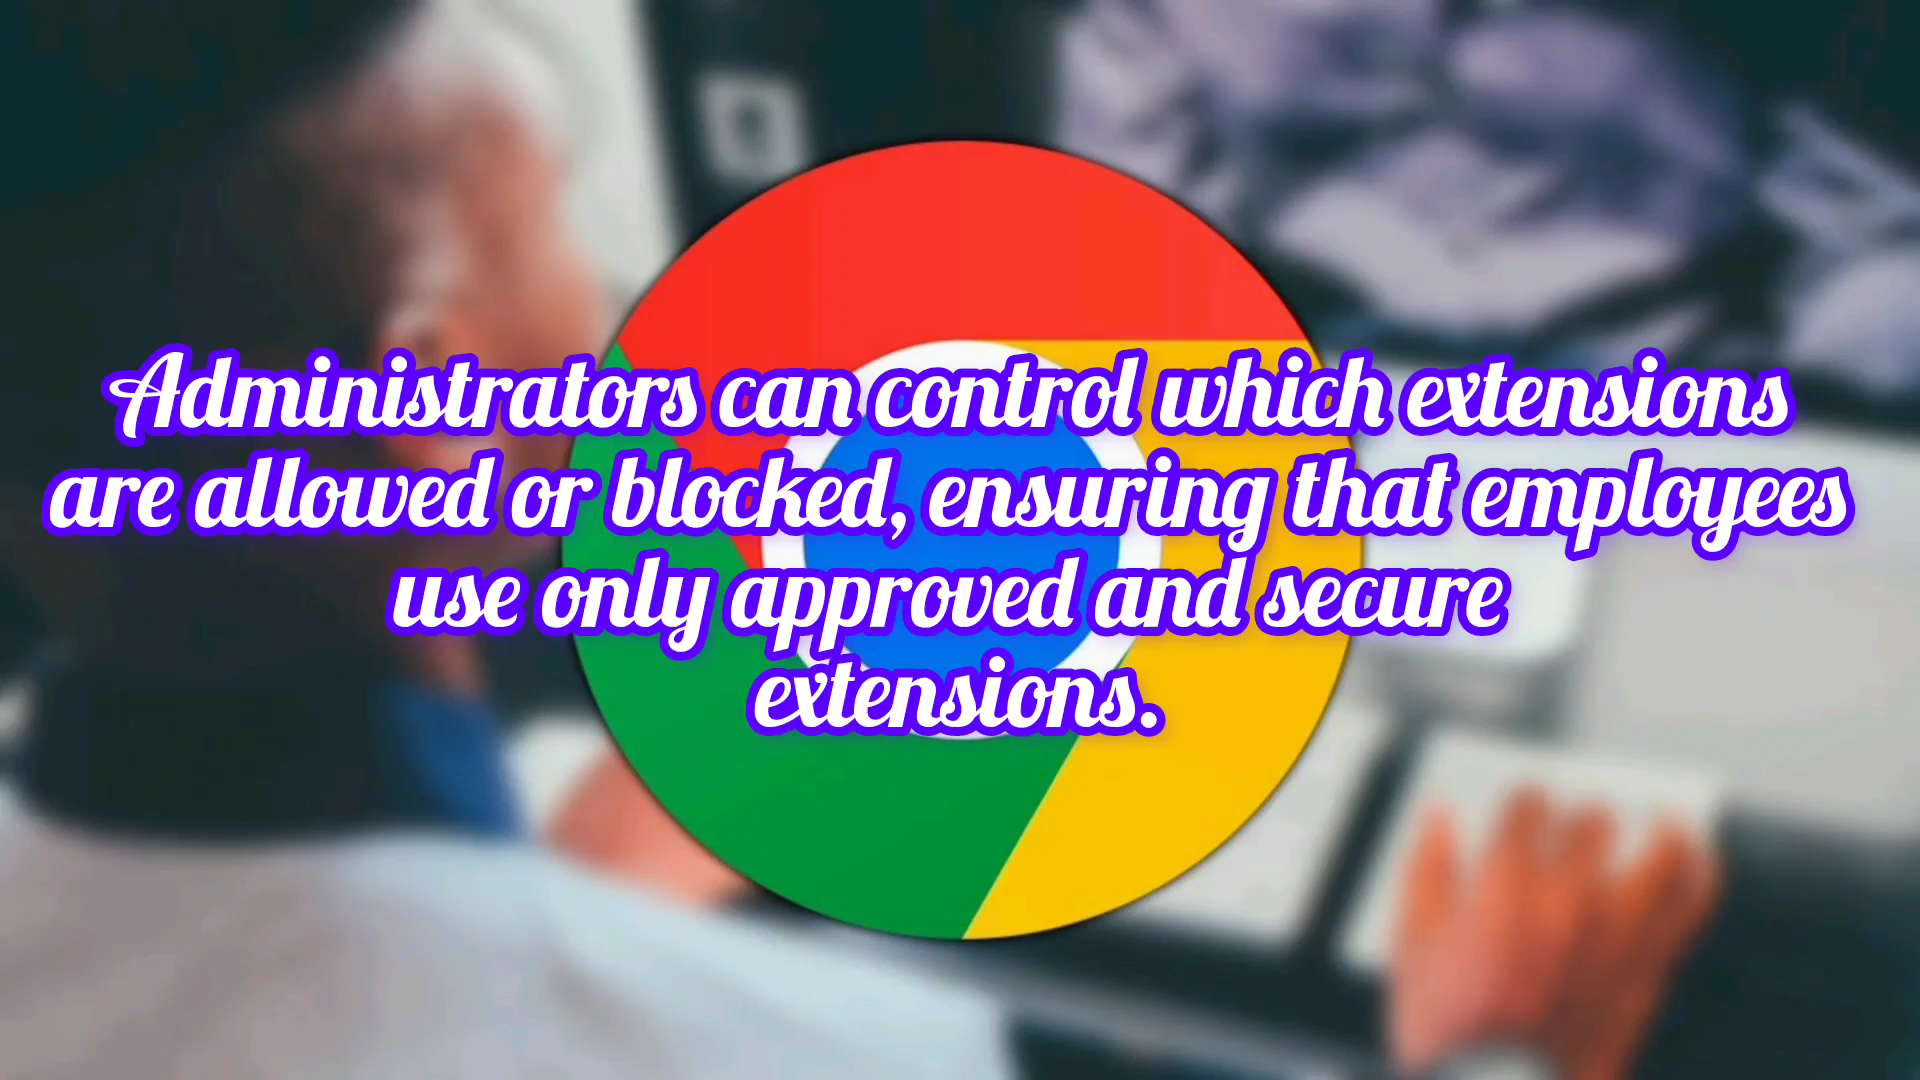 Administrators can control which extensions
are allowed or blocked, ensuring that employees
use only approved and secure
extensions.